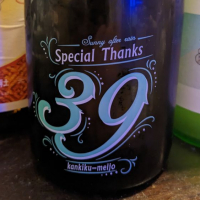 Sunny after rain
Special Thanks
39
kankiku-meijo